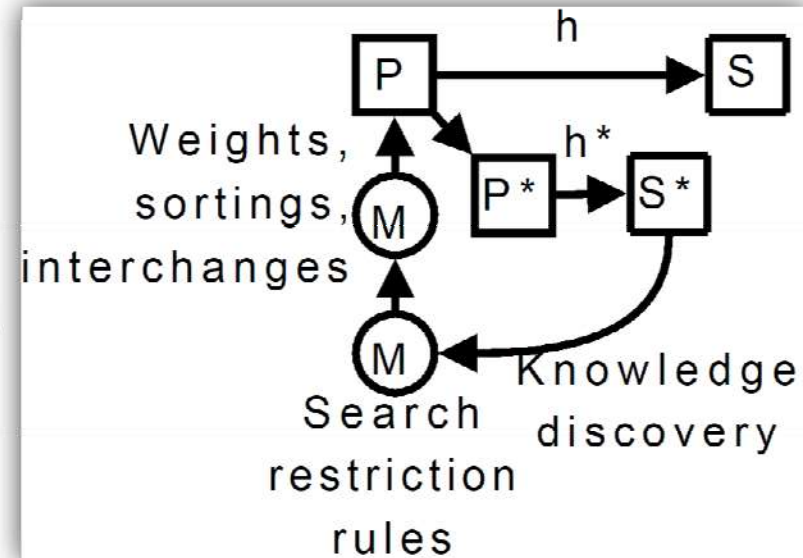 h
P
S
Weights,
sortings,
interchanges
h*
P*
S*
M
M
Knowledge
discovery
Search
restriction
rules